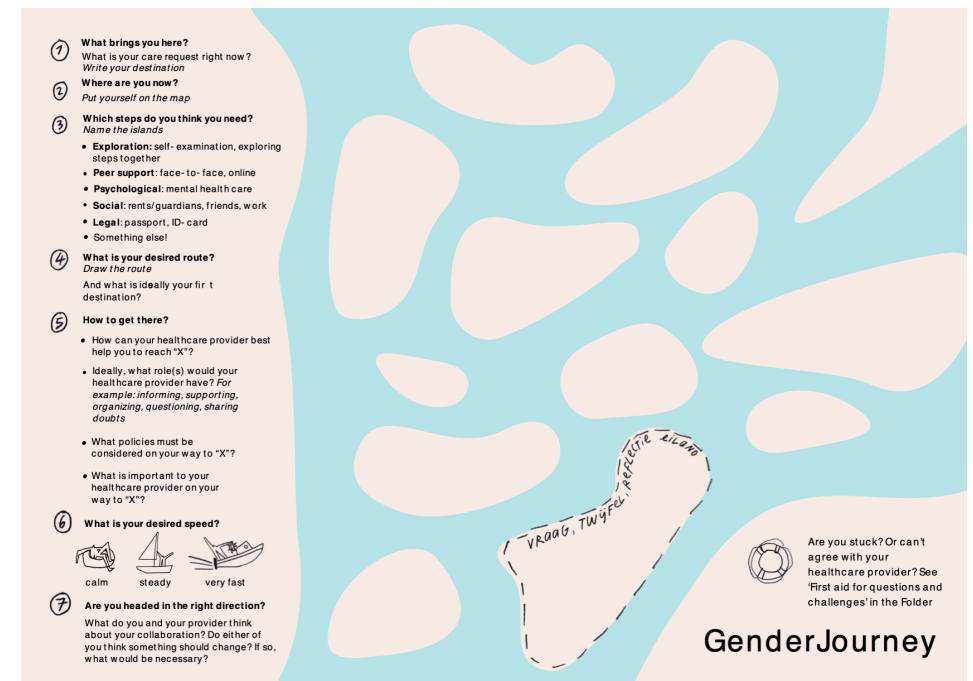 1
What brings you here?
What is your care request right now?
Write your destination
2
Where are you now?
Put yourself on the map
3
Which steps do you think you need?
Name the islands
• Exploration: self- examination, exploring
steps together
• Peer support: face- to- face, online
• Psychological: mental health care
• Social: rents/guardians, friends, work
• Legal: passport, ID- card
• Something else!
4
What is your desired route?
Draw the route
And what is ideally your fir t
destination?
5
How to get there?
• How can your healthcare provider best
help you to reach “X”?
• Ideally, what role(s) would your
healthcare provider have? For
example: informing, supporting,
organizing, questioning, sharing
doubts
• What policies must be
considered on your way to “X”?
• What is important to your
healthcare provider on your
way to “X”?
6
What is your desired speed?
calm steady very fast
7
Are you headed in the right direction?
What do you and your provider think
about your collaboration? Do either of
you think something should change? If so,
what would be necessary?
VRAAG, TWIJFEL, REFLECTIE EILAND
Are you stuck? Or can't
agree with your
healthcare provider? See
'First aid for questions and
challenges' in the Folder
GenderJourney